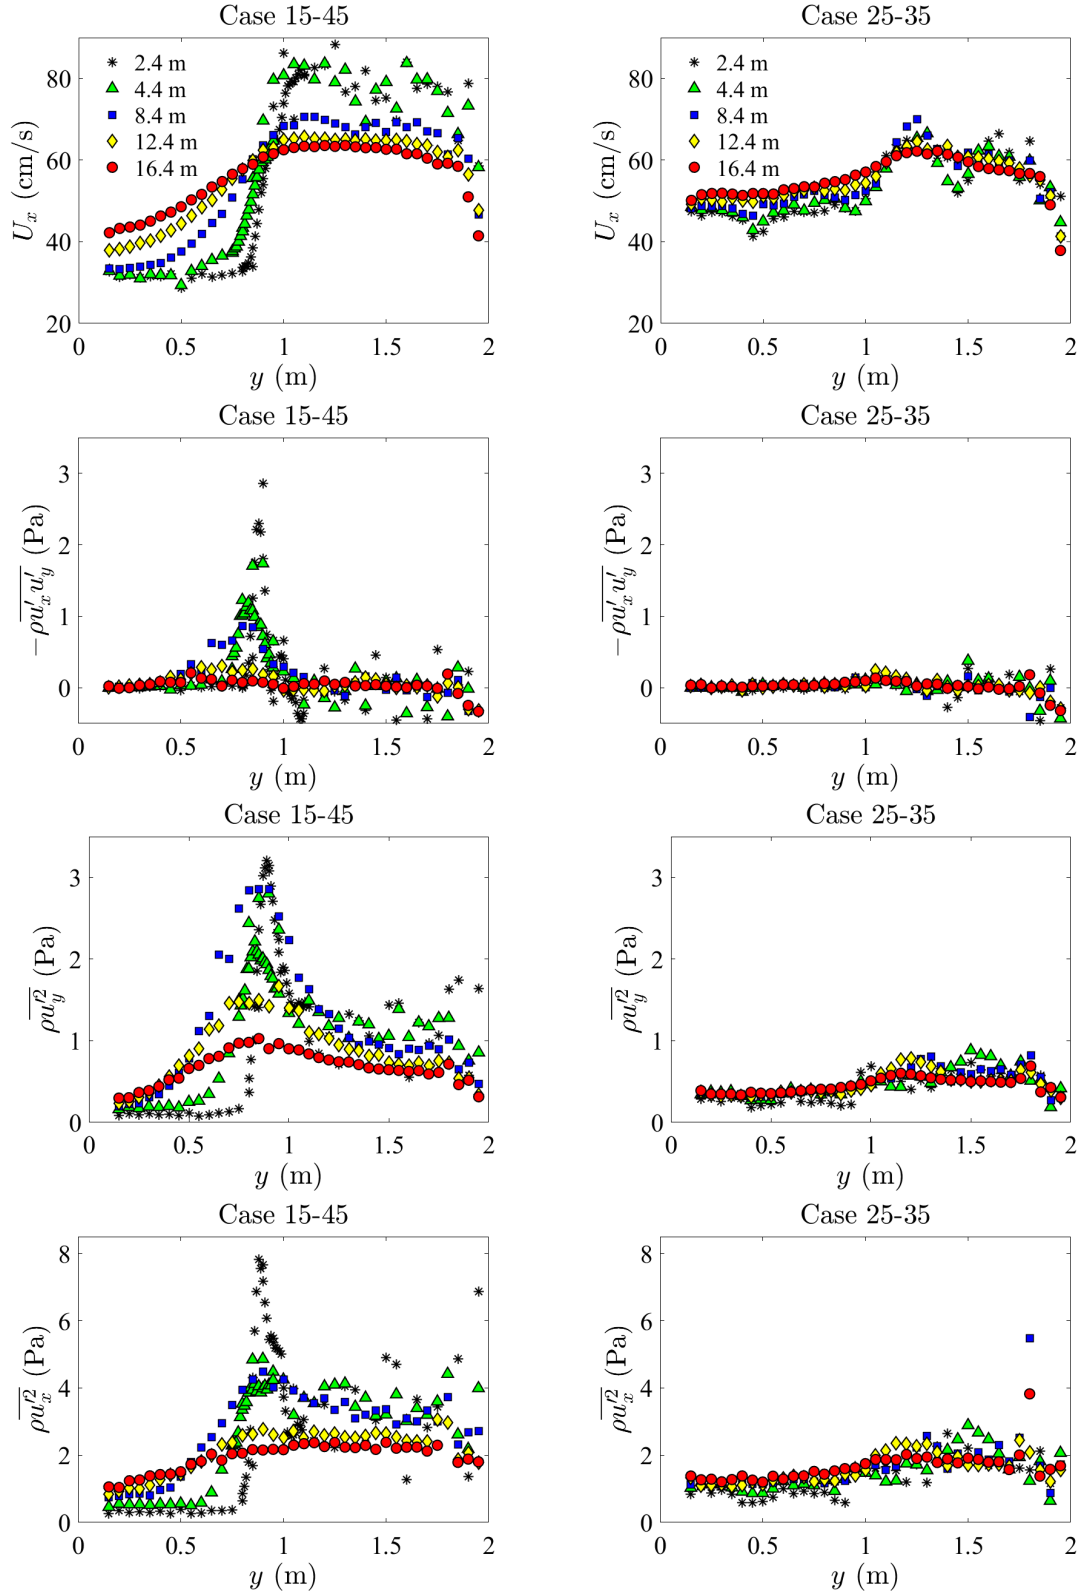 Case 15-45
Case 25-35
80
60
40
20
U_x (cm/s)
2.4 m
4.4 m
8.4 m
12.4 m
16.4 m
0 0.5 1 1.5 2
y (m)
80
60
40
20
U_x (cm/s)
2.4 m
4.4 m
8.4 m
12.4 m
16.4 m
0 0.5 1 1.5 2
y (m)
Case 15-45
Case 25-35
3
2
1
0
−ρu′_x u′_y (Pa)
0 0.5 1 1.5 2
y (m)
3
2
1
0
−ρu′_x u′_y (Pa)
0 0.5 1 1.5 2
y (m)
Case 15-45
Case 25-35
3
2
1
0
ρu′²_y (Pa)
0 0.5 1 1.5 2
y (m)
3
2
1
0
ρu′²_y (Pa)
0 0.5 1 1.5 2
y (m)
Case 15-45
Case 25-35
8
6
4
2
0
ρu′²_x (Pa)
0 0.5 1 1.5 2
y (m)
8
6
4
2
0
ρu′²_x (Pa)
0 0.5 1 1.5 2
y (m)